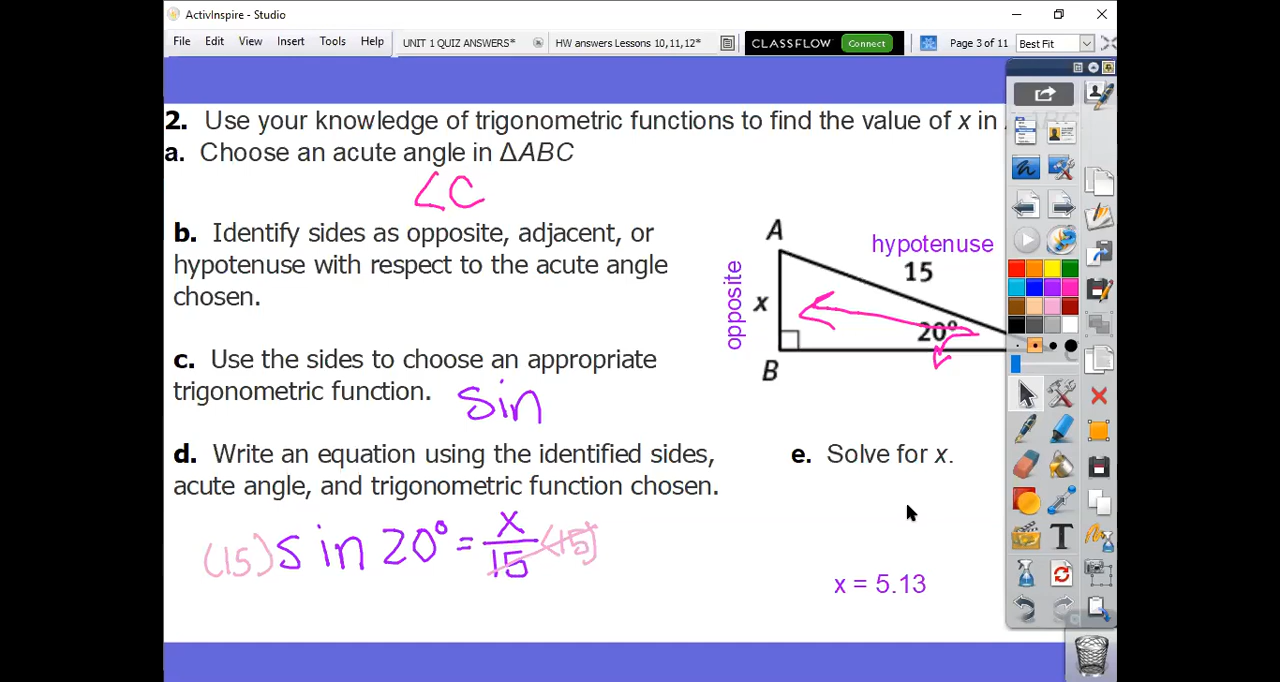 ActivInspire - Studio
File Edit View Insert Tools Help UNIT 1 QUIZ ANSWERS* HW answers Lessons 10,11,12* CLASSFLOW Connect Page 3 of 11 Best Fit
2. Use your knowledge of trigonometric functions to find the value of x in ABC
a. Choose an acute angle in ΔABC
∠C
b. Identify sides as opposite, adjacent, or
hypotenuse with respect to the acute angle
chosen.
A
hypotenuse
15
opposite
x
20°
B
c. Use the sides to choose an appropriate
trigonometric function. sin
d. Write an equation using the identified sides,
acute angle, and trigonometric function chosen.
(15) sin 20° = x/15 (15)
e. Solve for x.
x = 5.13
T